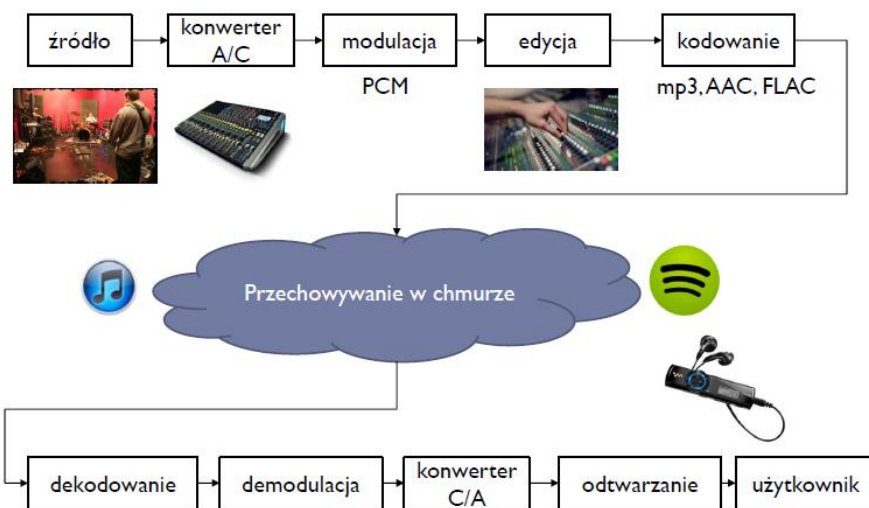 źródło
konwerter
A/C
modulacja
edycja
kodowanie
PCM
mp3, AAC, FLAC
Przechowywanie w chmurze
dekodowanie
demodulacja
konwerter
C/A
odtwarzanie
użytkownik